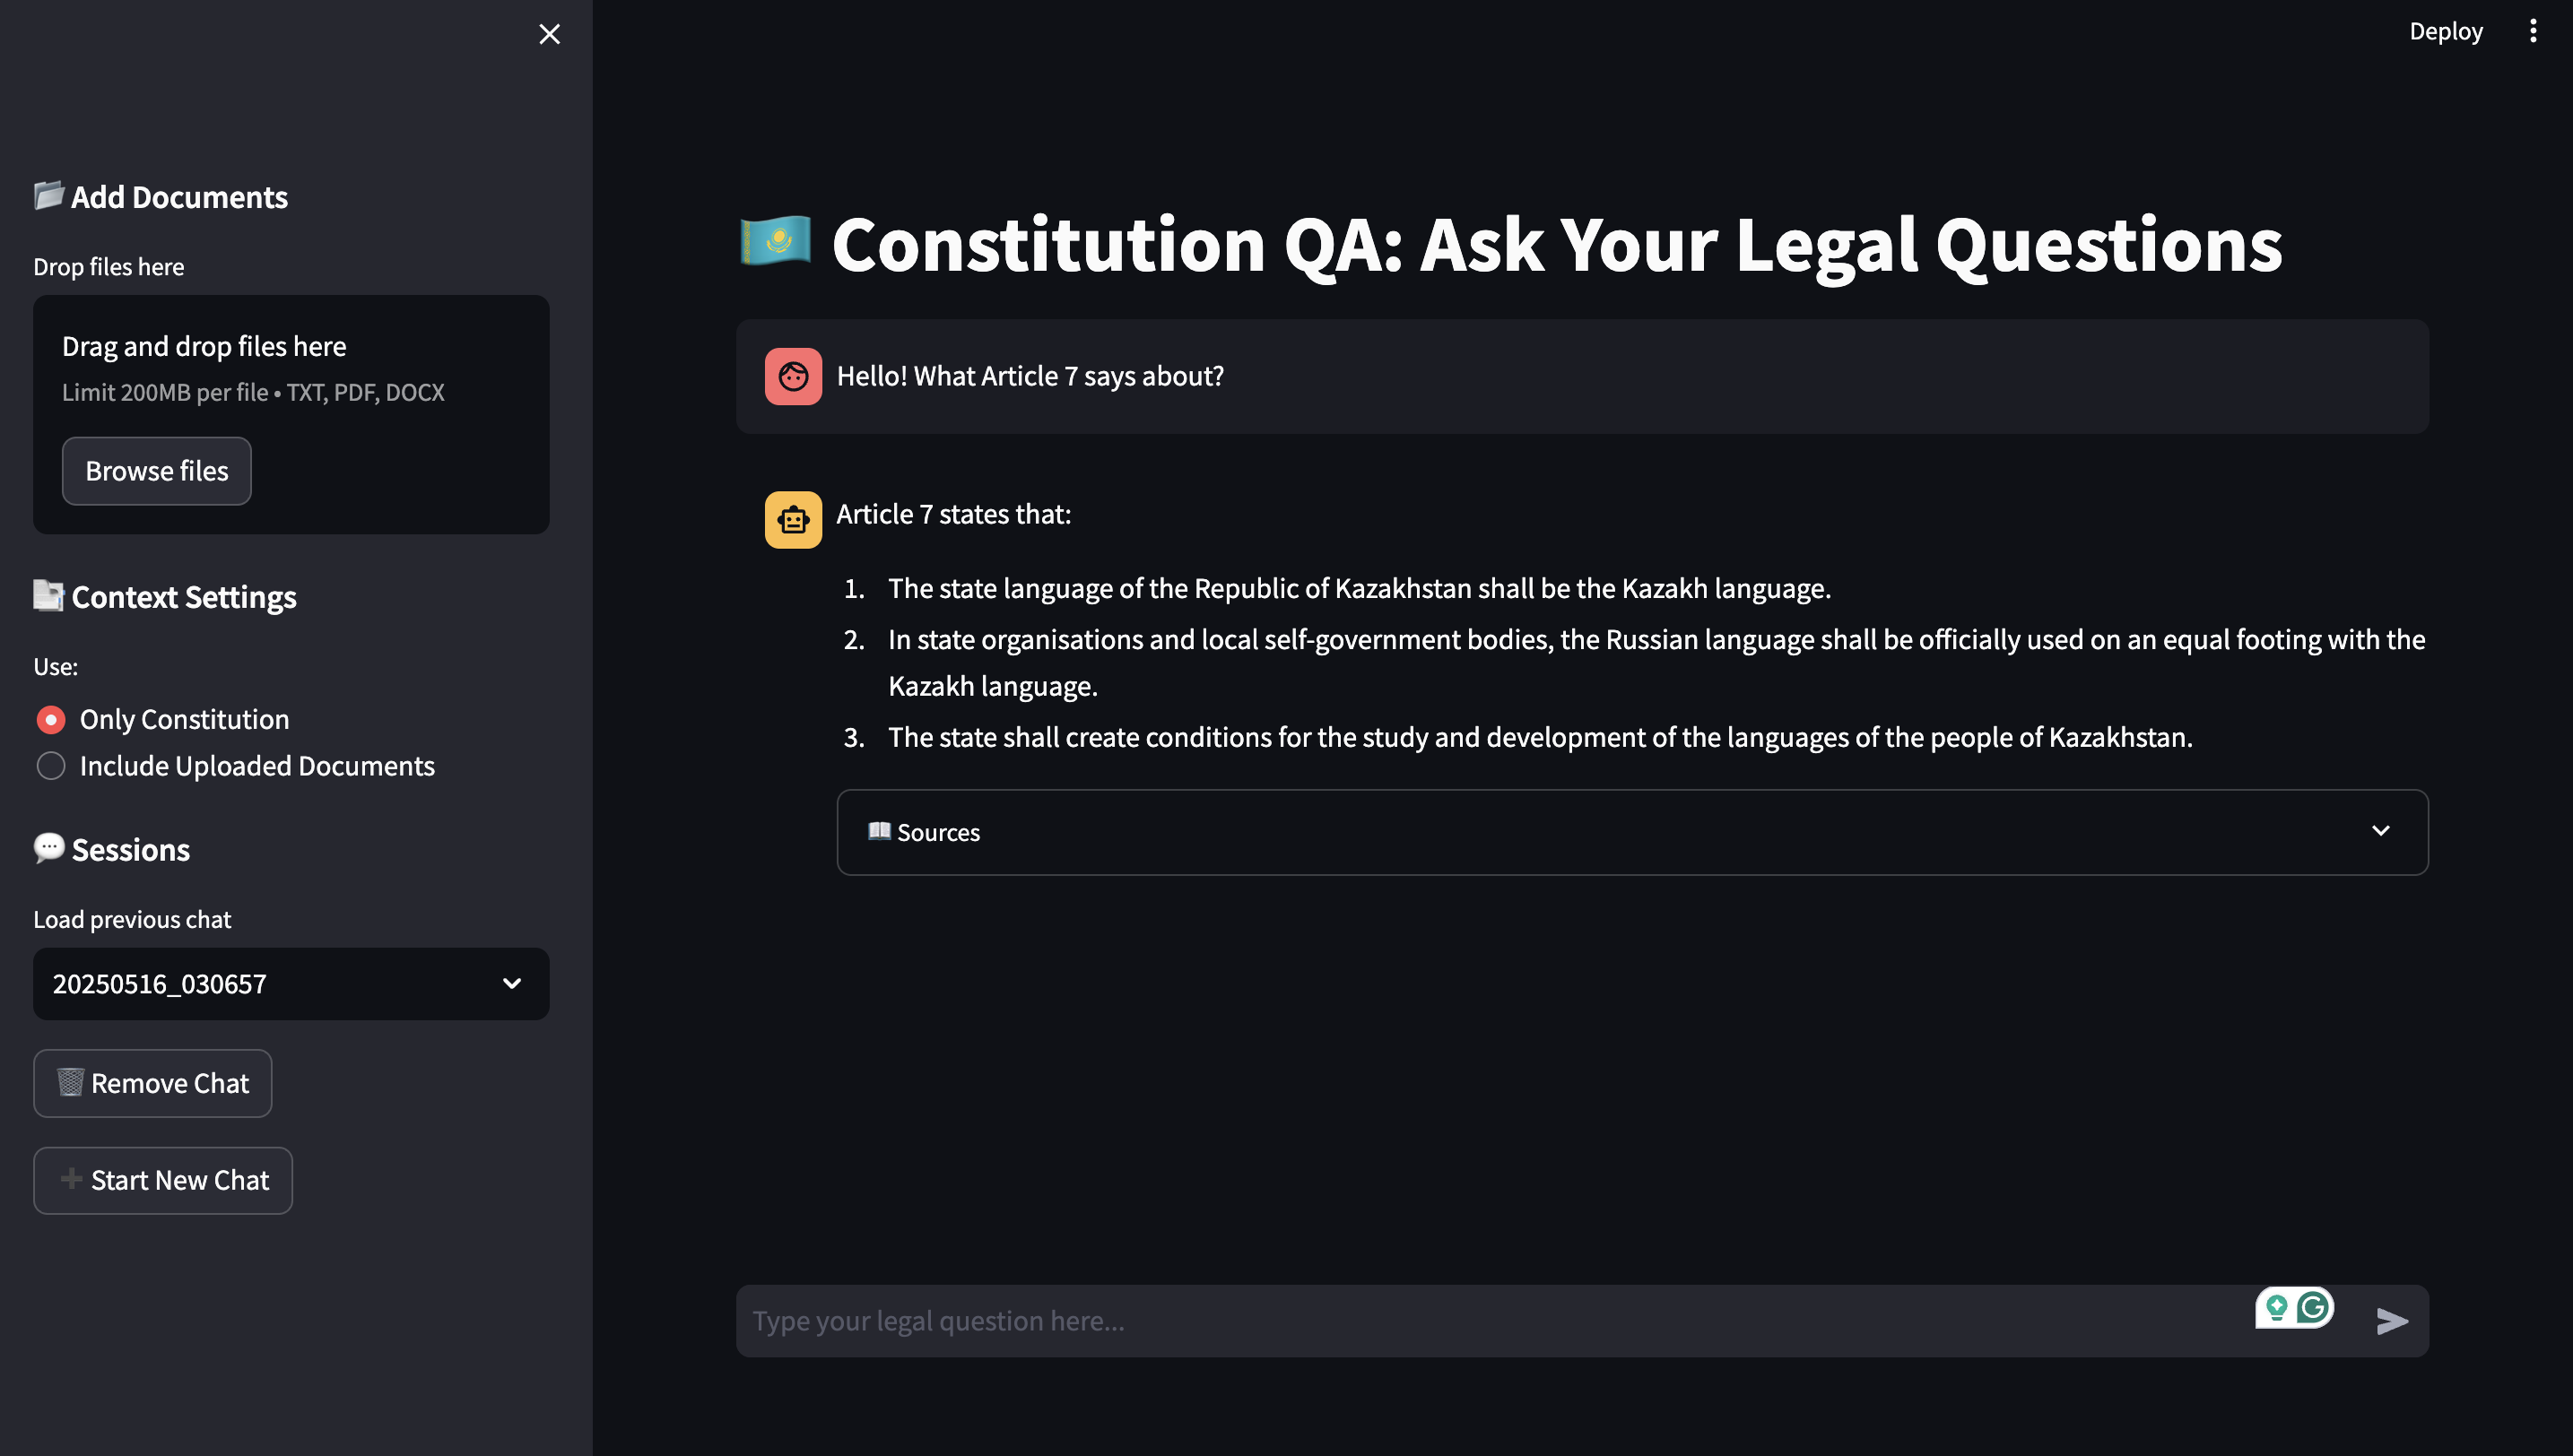 Deploy
Add Documents
Drop files here
Drag and drop files here
Limit 200MB per file • TXT, PDF, DOCX
Browse files
Context Settings
Use:
Only Constitution
Include Uploaded Documents
Sessions
Load previous chat
20250516_030657
Remove Chat
Start New Chat
Constitution QA: Ask Your Legal Questions
Hello! What Article 7 says about?
Article 7 states that:
1. The state language of the Republic of Kazakhstan shall be the Kazakh language.
2. In state organisations and local self-government bodies, the Russian language shall be officially used on an equal footing with the
Kazakh language.
3. The state shall create conditions for the study and development of the languages of the people of Kazakhstan.
Sources
Type your legal question here...